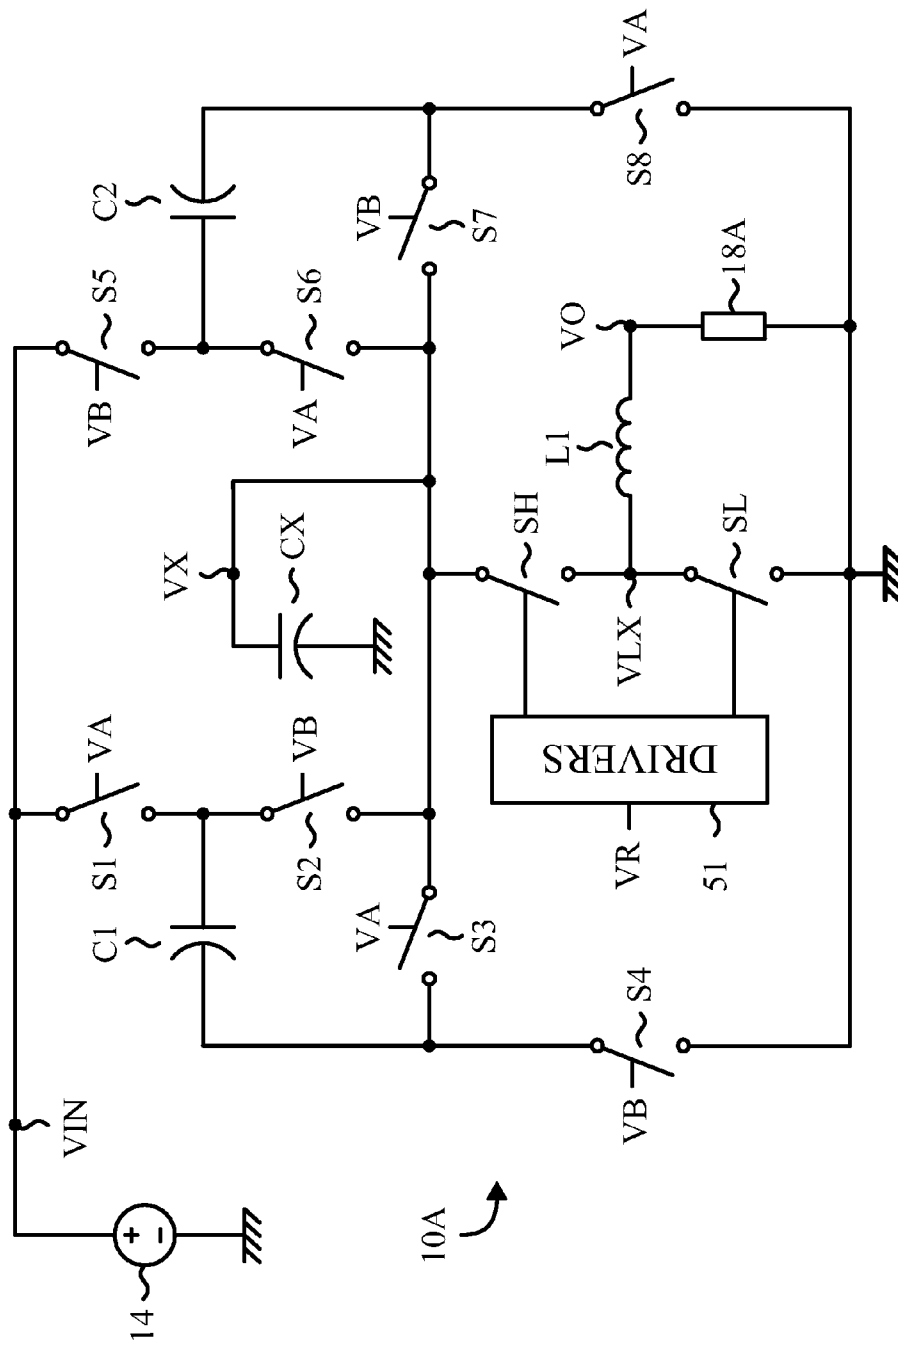 14
VIN
S1
VA
C1
S2
VB
VA
S3
VB
S4
VX
CX
VR
DRIVERS
51
SH
VLX
SL
L1
VO
18A
VB
S5
C2
VA
S6
VB
S7
VA
S8
10A